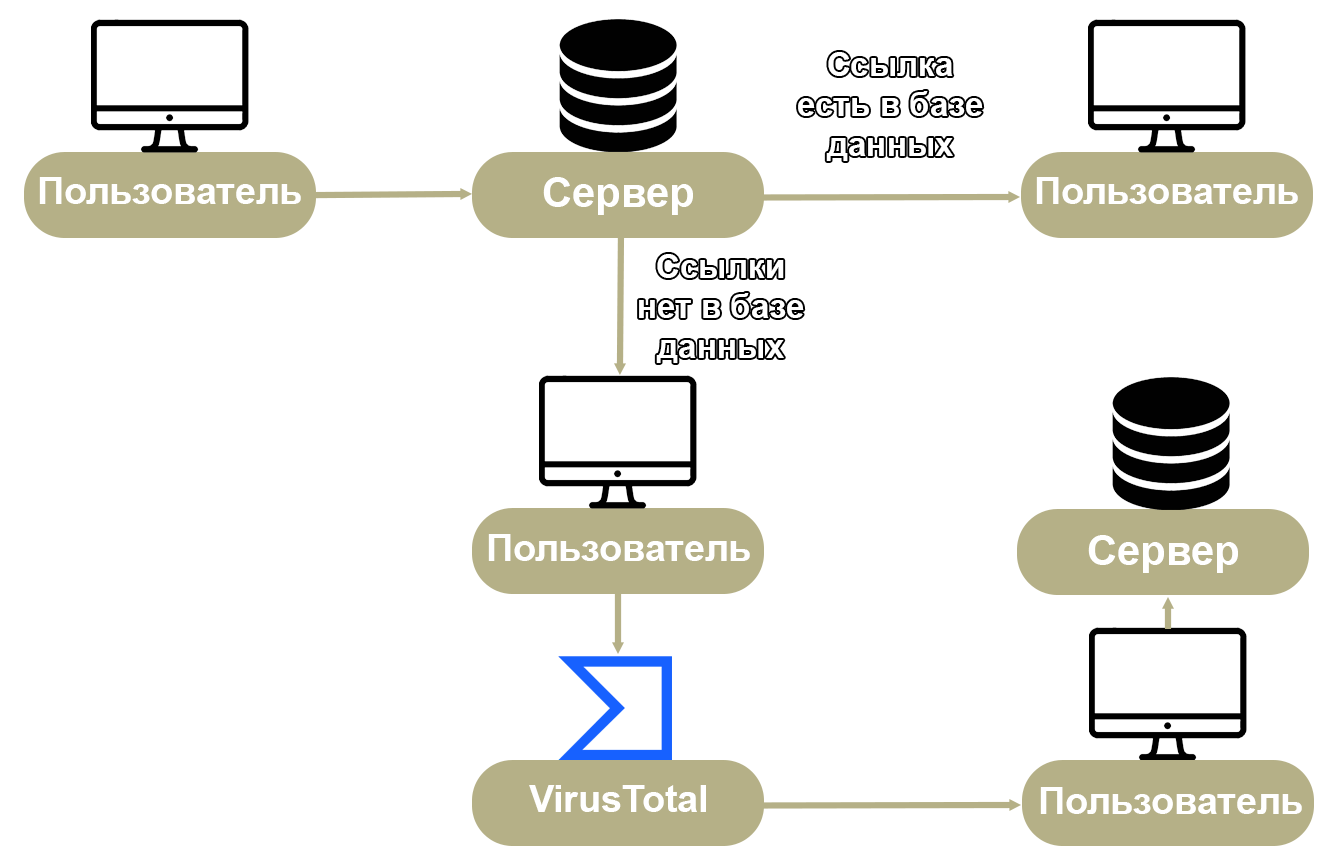 Пользователь
Сервер
Ссылка
есть в базе
данных
Пользователь
Ссылки
нет в базе
данных
Пользователь
Сервер
VirusTotal
Пользователь